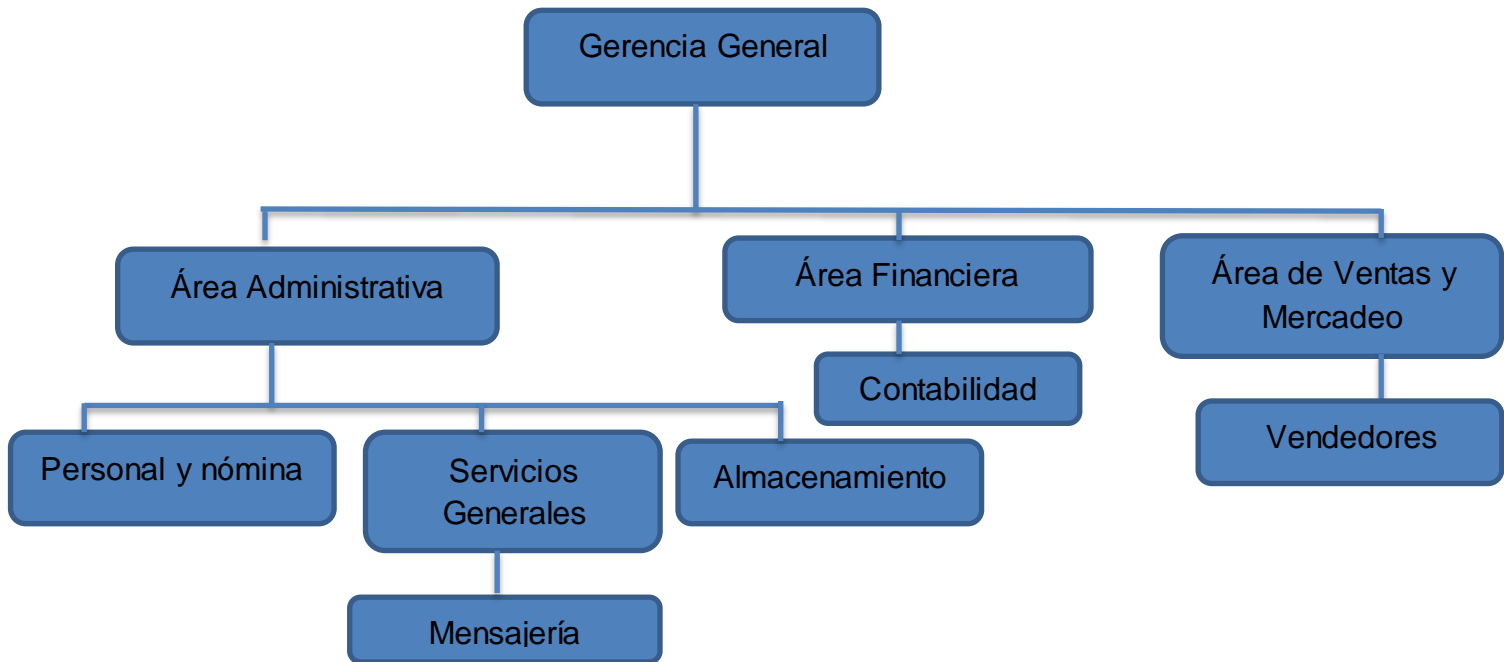 Gerencia General
Área Administrativa
Área Financiera
Área de Ventas y
Mercadeo
Contabilidad
Vendedores
Personal y nómina
Servicios
Generales
Almacenamiento
Mensajería